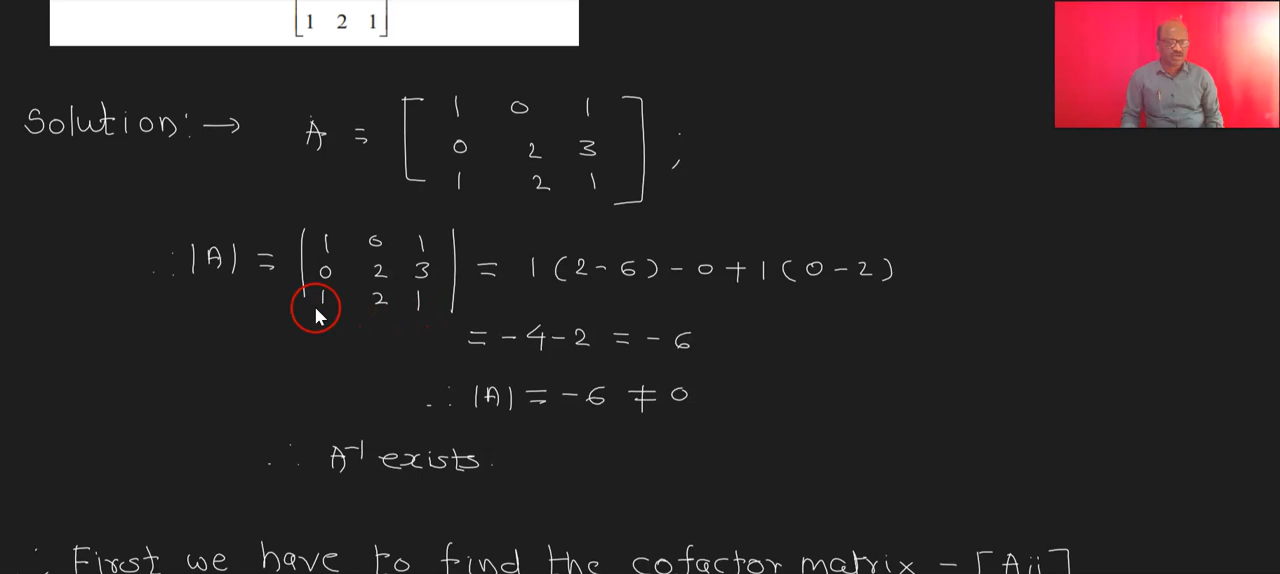 [1 2 1]
Solution:→ A = [ 1 0 1
0 2 3
1 2 1 ] ;
∴ |A| = | 1 0 1
0 2 3
1 2 1 | = 1(2-6)-0+1(0-2)
= -4-2 = -6
∴ |A| = -6 ≠ 0
∴ A⁻¹ exists.
∴ First we have to find the cofactor matrix - [Aij]